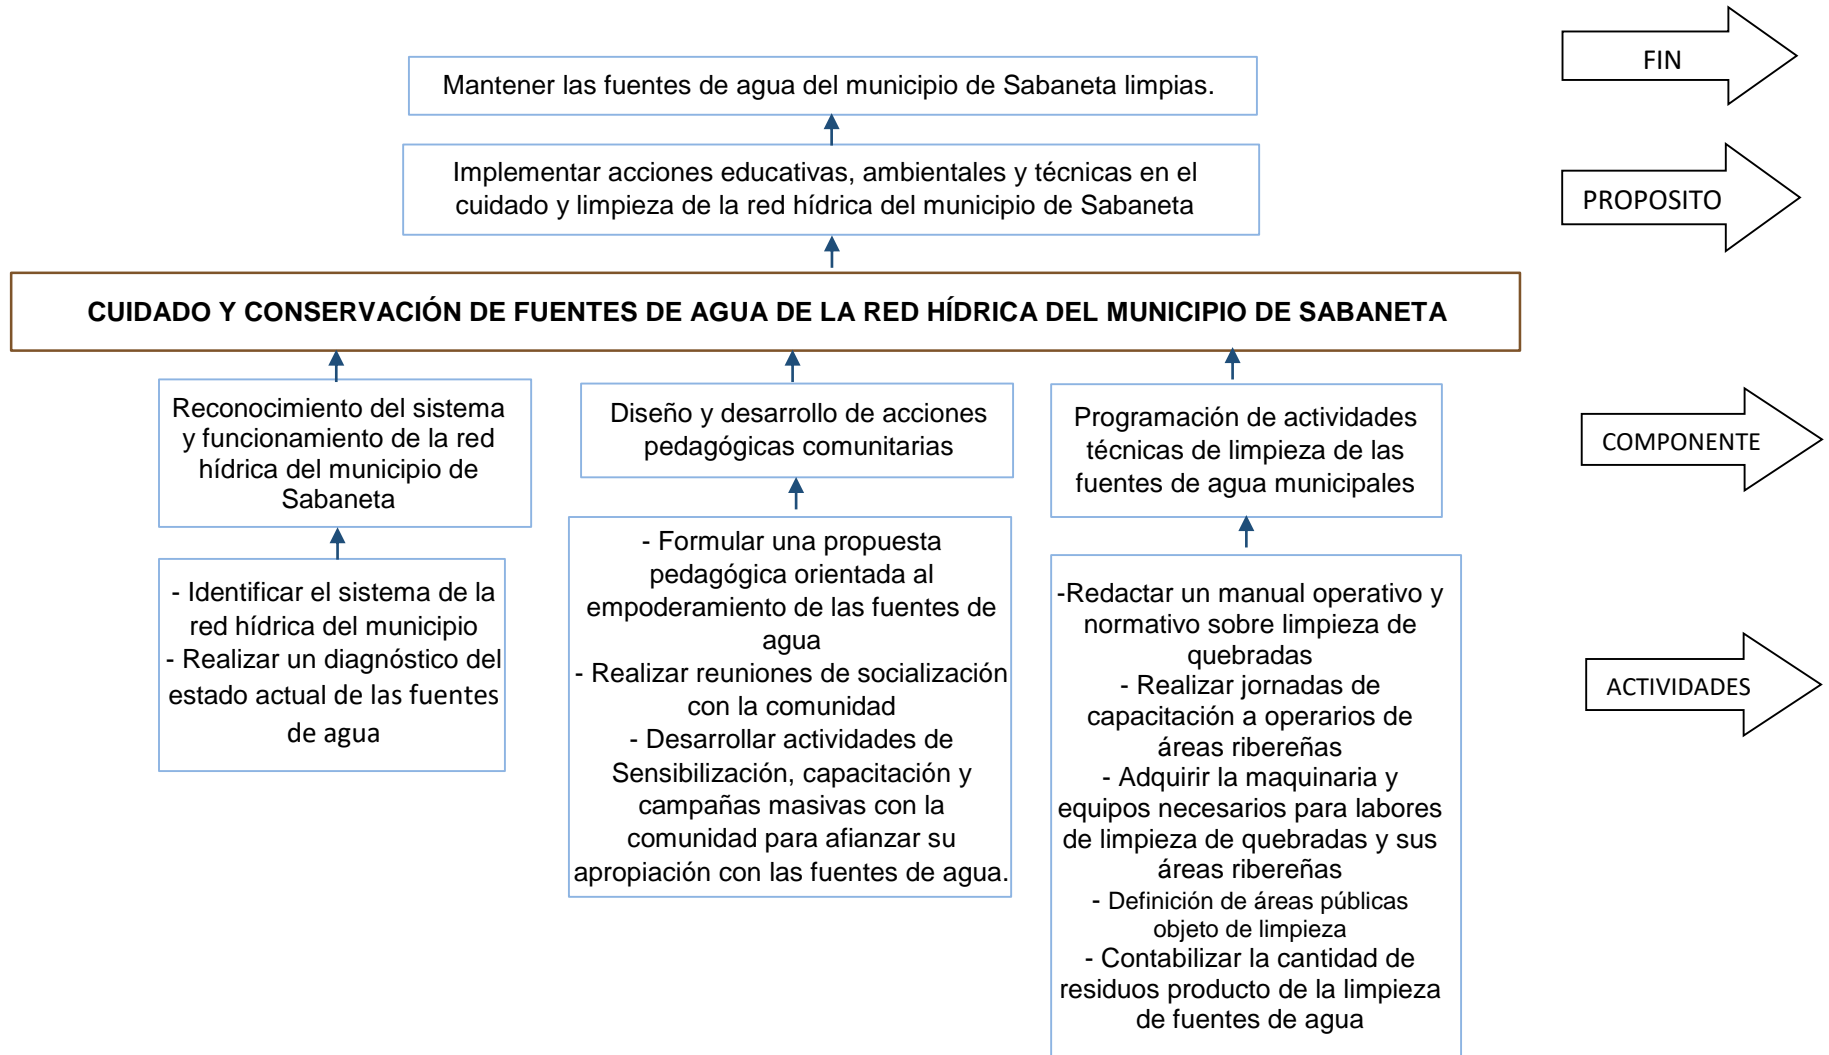 FIN
Mantener las fuentes de agua del municipio de Sabaneta limpias.
PROPOSITO
Implementar acciones educativas, ambientales y técnicas en el
cuidado y limpieza de la red hídrica del municipio de Sabaneta
CUIDADO Y CONSERVACIÓN DE FUENTES DE AGUA DE LA RED HÍDRICA DEL MUNICIPIO DE SABANETA
Reconocimiento del sistema
y funcionamiento de la red
hídrica del municipio de
Sabaneta
Diseño y desarrollo de acciones
pedagógicas comunitarias
Programación de actividades
técnicas de limpieza de las
fuentes de agua municipales
COMPONENTE
- Identificar el sistema de la
red hídrica del municipio
- Realizar un diagnóstico del
estado actual de las fuentes
de agua
- Formular una propuesta
pedagógica orientada al
empoderamiento de las fuentes de
agua
- Realizar reuniones de socialización
con la comunidad
- Desarrollar actividades de
Sensibilización, capacitación y
campañas masivas con la
comunidad para afianzar su
apropiación con las fuentes de agua.
-Redactar un manual operativo y
normativo sobre limpieza de
quebradas
- Realizar jornadas de
capacitación a operarios de
áreas ribereñas
- Adquirir la maquinaria y
equipos necesarios para labores
de limpieza de quebradas y sus
áreas ribereñas
- Definición de áreas públicas
objeto de limpieza
- Contabilizar la cantidad de
residuos producto de la limpieza
de fuentes de agua
ACTIVIDADES